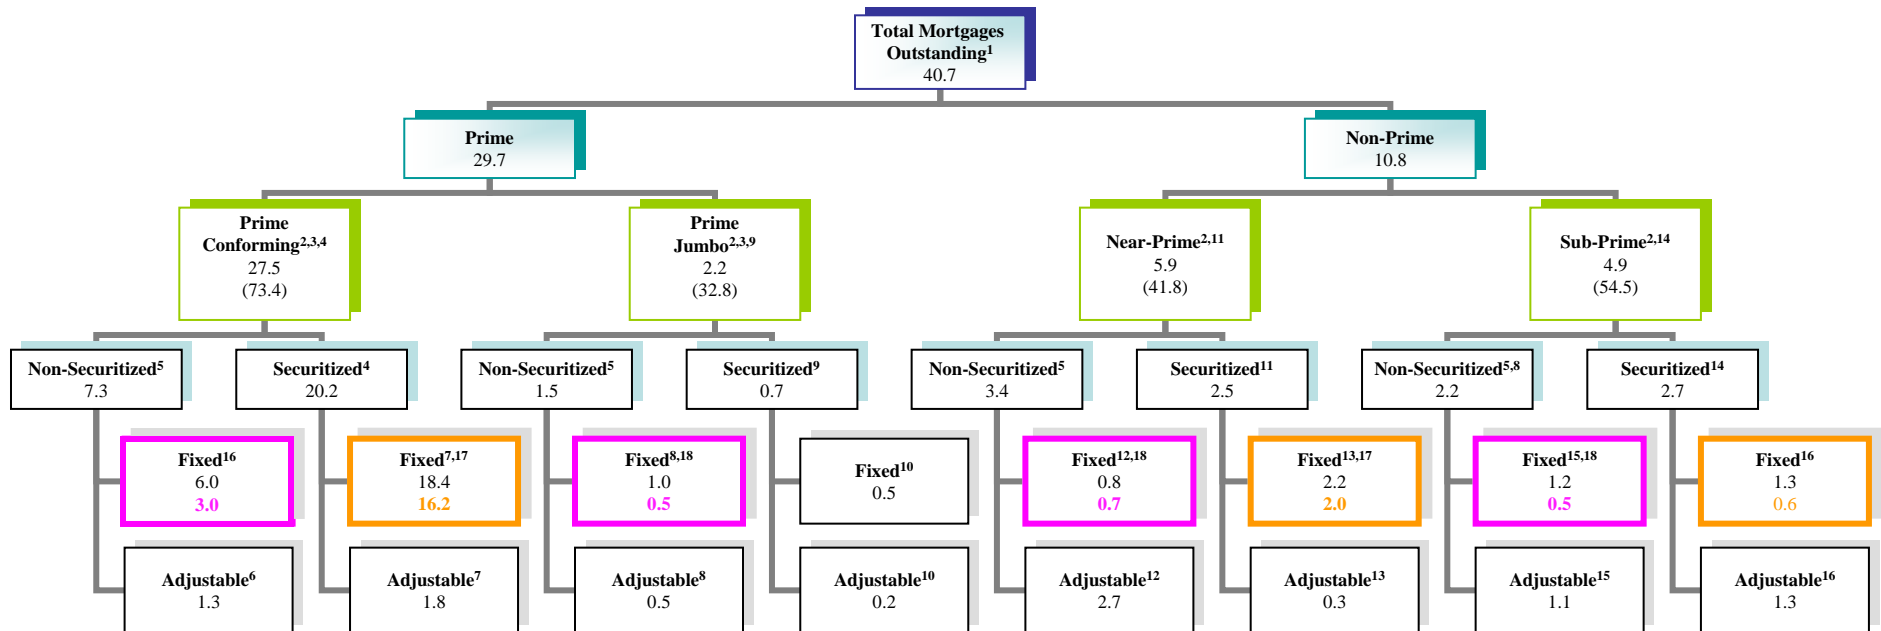 Total Mortgages
Outstanding¹
40.7
Prime
29.7
Non-Prime
10.8
Prime
Conforming²,³,⁴
27.5
(73.4)
Prime
Jumbo²,³,⁹
2.2
(32.8)
Near-Prime²,¹¹
5.9
(41.8)
Sub-Prime²,¹⁴
4.9
(54.5)
Non-Securitized⁵
7.3
Securitized⁴
20.2
Non-Securitized⁵
1.5
Securitized⁹
0.7
Non-Securitized⁵
3.4
Securitized¹¹
2.5
Non-Securitized⁵,⁸
2.2
Securitized¹⁴
2.7
Fixed¹⁶
6.0
3.0
Fixed⁷,¹⁷
18.4
16.2
Fixed⁸,¹⁸
1.0
0.5
Fixed¹⁰
0.5
Fixed¹²,¹⁸
0.8
0.7
Fixed¹³,¹⁷
2.2
2.0
Fixed¹⁵,¹⁸
1.2
0.5
Fixed¹⁶
1.3
0.6
Adjustable⁶
1.3
Adjustable⁷
1.8
Adjustable⁸
0.5
Adjustable¹⁰
0.2
Adjustable¹²
2.7
Adjustable¹³
0.3
Adjustable¹⁵
1.1
Adjustable¹⁶
1.3